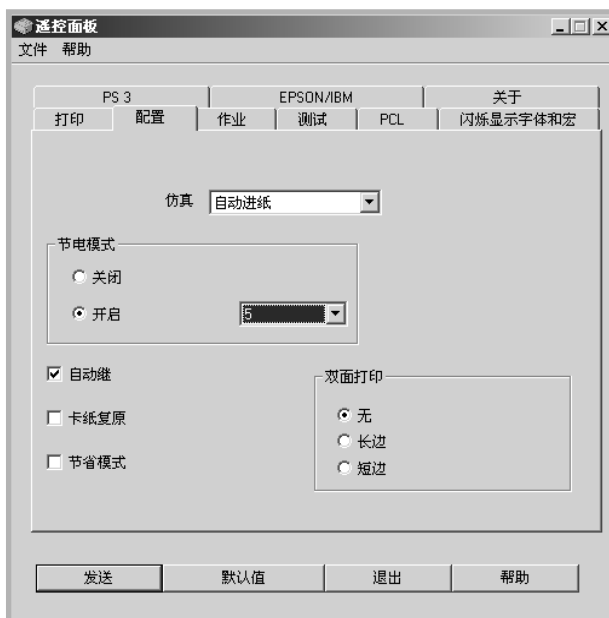 遥控面板
文件 帮助
PS 3 EPSON/IBM 关于
打印 配置 作业 测试 PCL 闪烁显示字体和宏
仿真 自动进纸
节电模式
关闭
开启 5
自动继
双面打印
卡纸复原
无
长边
节省模式
短边
发送 默认值 退出 帮助